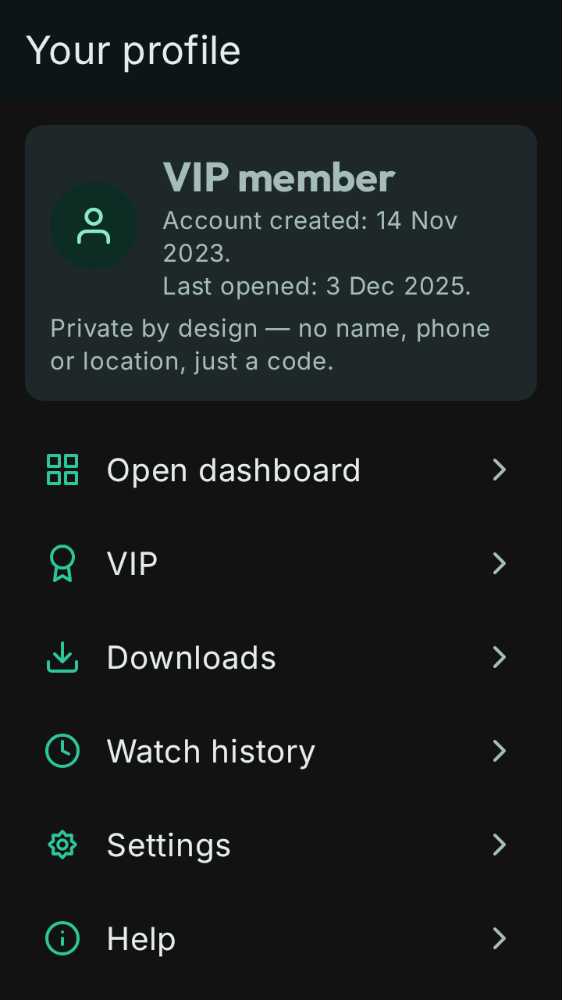 Your profile
VIP member
Account created: 14 Nov
2023.
Last opened: 3 Dec 2025.
Private by design — no name, phone
or location, just a code.
Open dashboard
VIP
Downloads
Watch history
Settings
Help